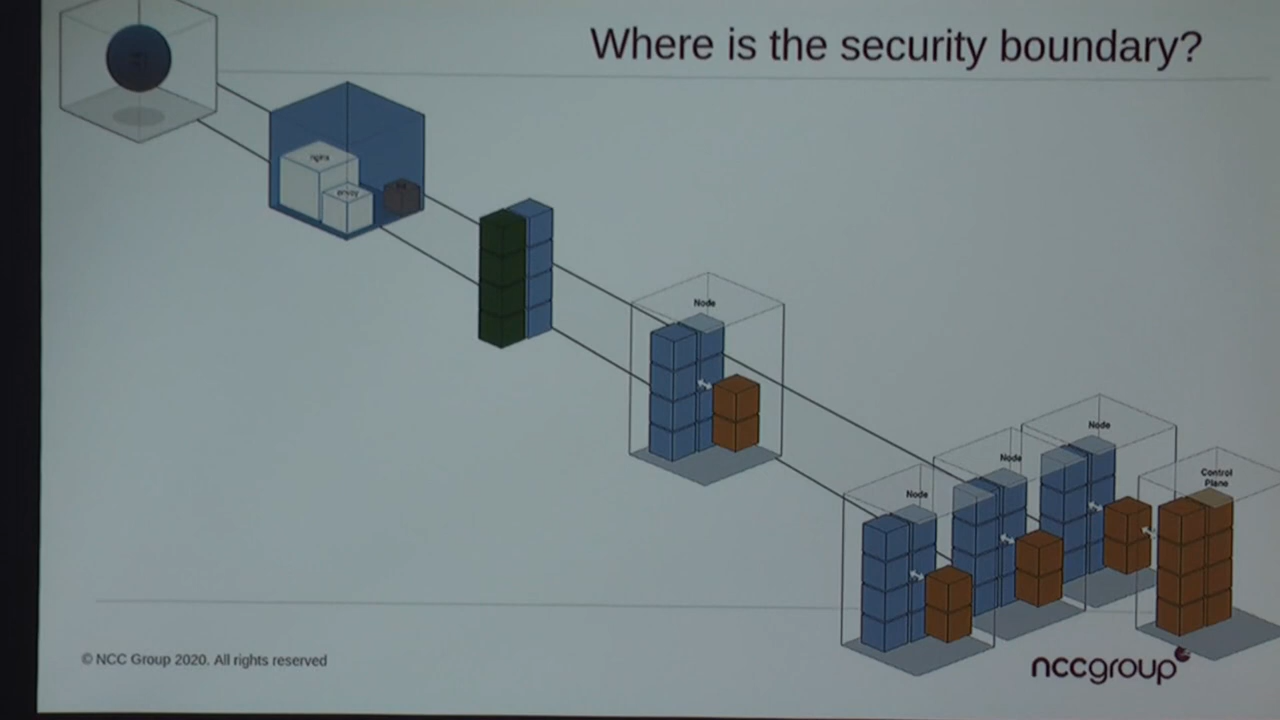 Where is the security boundary?
nginx
envoy
Node
Node
Node
Node
Control
Plane
© NCC Group 2020. All rights reserved
nccgroup